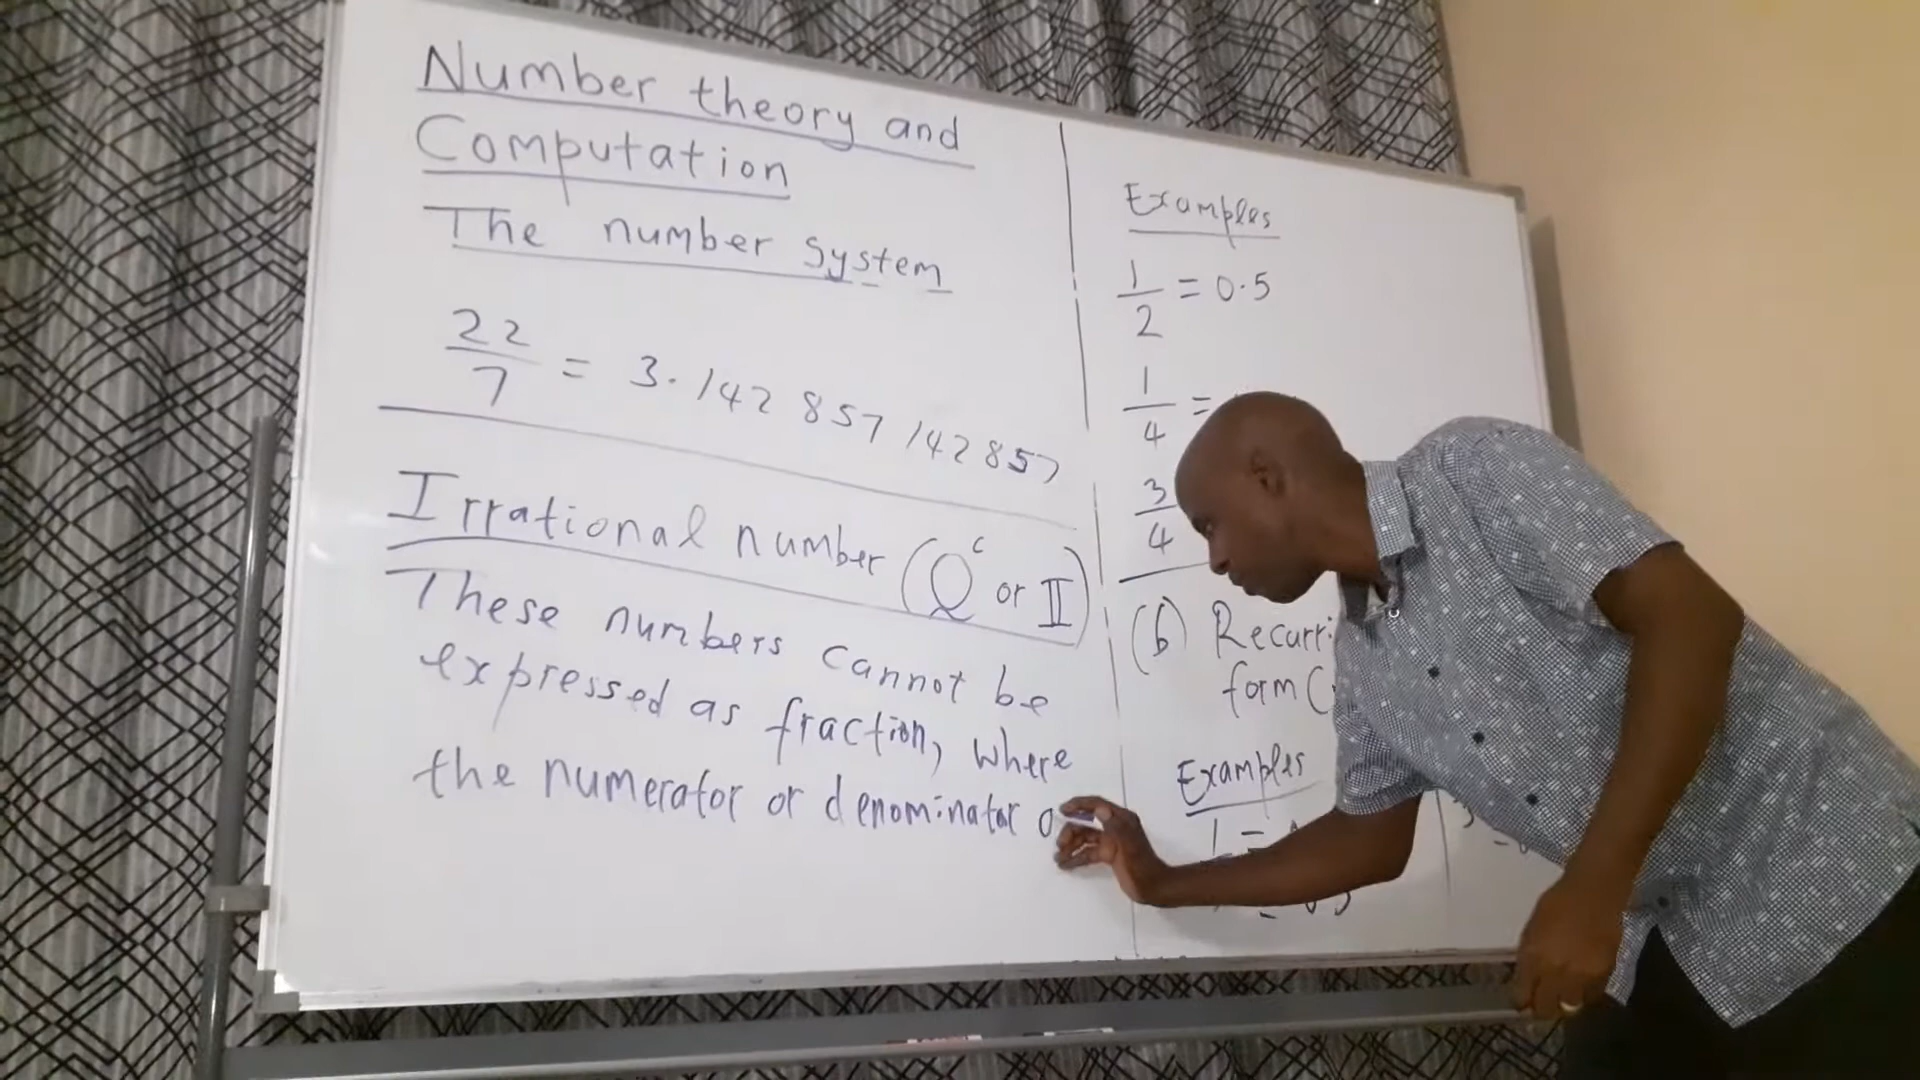 Number theory and
Computation
The number System
22/7 = 3.142 857 142857
Irrational number (Q^c or II)
These numbers cannot be
expressed as fraction, where
the numerator or denominator
Examples
1/2 = 0.5
1/4 =
3/4
(b) Recurri
form (
Examples